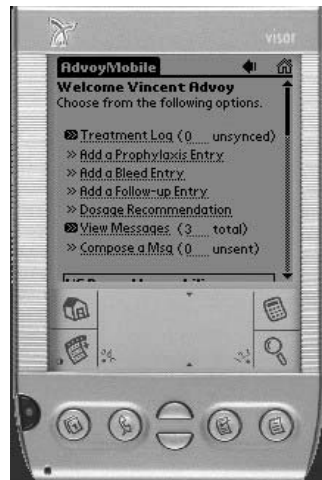 visor
AdvoyMobile
Welcome Vincent Advoy
Choose from the following options.
Treatment Log (0 unsynced)
Add a Prophylaxis Entry
Add a Bleed Entry
Add a Follow-up Entry
Dosage Recommendation
View Messages (3 total)
Compose a Msg (0 unsent)